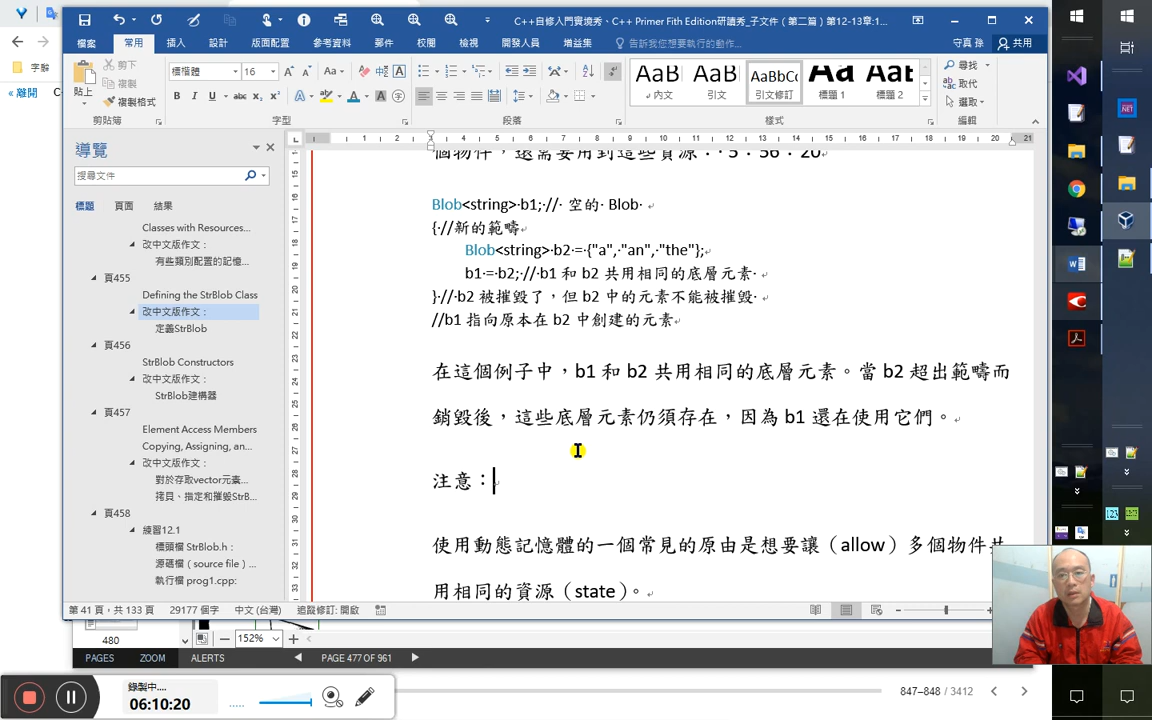 C++自修入門實境秀、C++ Primer Fith Edition研讀秀_子文件（第二篇）第12-13章:1...
檔案 常用 插入 設計 版面配置 參考資料 郵件 校閱 檢視 開發人員 增益集 告訴我您想要執行的動作... 守真 孫 共用
字齡
« 離開
貼上
剪下
複製
複製格式
剪貼簿
標楷體 16
字型
段落
AaB AaB AaBbCc Aa Aat
內文 引文 引文修訂 標題 1 標題 2
樣式
尋找
取代
選取
編輯
導覽
搜尋文件
標題 頁面 結果
Classes with Resources...
改中文版作文：
有些類別配置的記憶...
頁455
Defining the StrBlob Class
改中文版作文：
定義StrBlob
頁456
StrBlob Constructors
改中文版作文：
StrBlob建構器
頁457
Element Access Members
Copying, Assigning, an...
改中文版作文：
對於存取vector元素...
拷貝、指定和摧毀StrB...
頁458
練習12.1
標頭檔 StrBlob.h：
源碼檔（source file）...
執行檔 prog1.cpp:
個物件，還需要用到這些資源：‧5：56：20
Blob<string>·b1;·//· 空的· Blob·
{·//新的範疇
Blob<string>·b2·=·{"a",·"an",·"the"};
b1·=·b2;·//·b1 和 b2 共用相同的底層元素·
}·//·b2 被摧毀了，但 b2 中的元素不能被摧毀·
//b1 指向原本在 b2 中創建的元素
在這個例子中，b1 和 b2 共用相同的底層元素。當 b2 超出範疇而
銷毀後，這些底層元素仍須存在，因為 b1 還在使用它們。
注意：
使用動態記憶體的一個常見的原由是想要讓（allow）多個物件共
用相同的資源（state）。
第 41 頁，共 133 頁 29177 個字 中文 (台灣) 追蹤修訂: 開啟
480
152%
PAGES ZOOM ALERTS PAGE 477 OF 961
錄製中....
06:10:20
847–848 / 3412